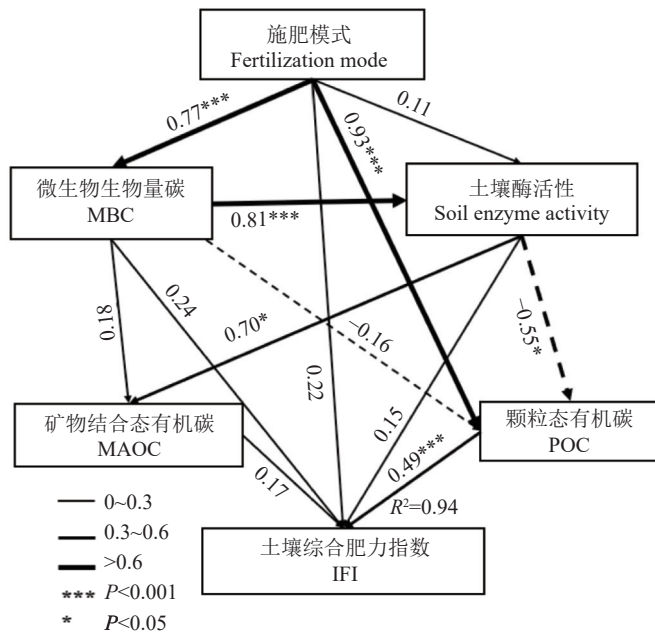 施肥模式
Fertilization mode
0.77***
0.93***
0.11
微生物生物量碳
MBC
0.81***
土壤酶活性
Soil enzyme activity
0.18
0.24
0.70*
−0.16
−0.55*
0.22
0.15
矿物结合态有机碳
MAOC
颗粒态有机碳
POC
0.17
0.49***
R²=0.94
土壤综合肥力指数
IFI
0~0.3
0.3~0.6
>0.6
*** P<0.001
* P<0.05